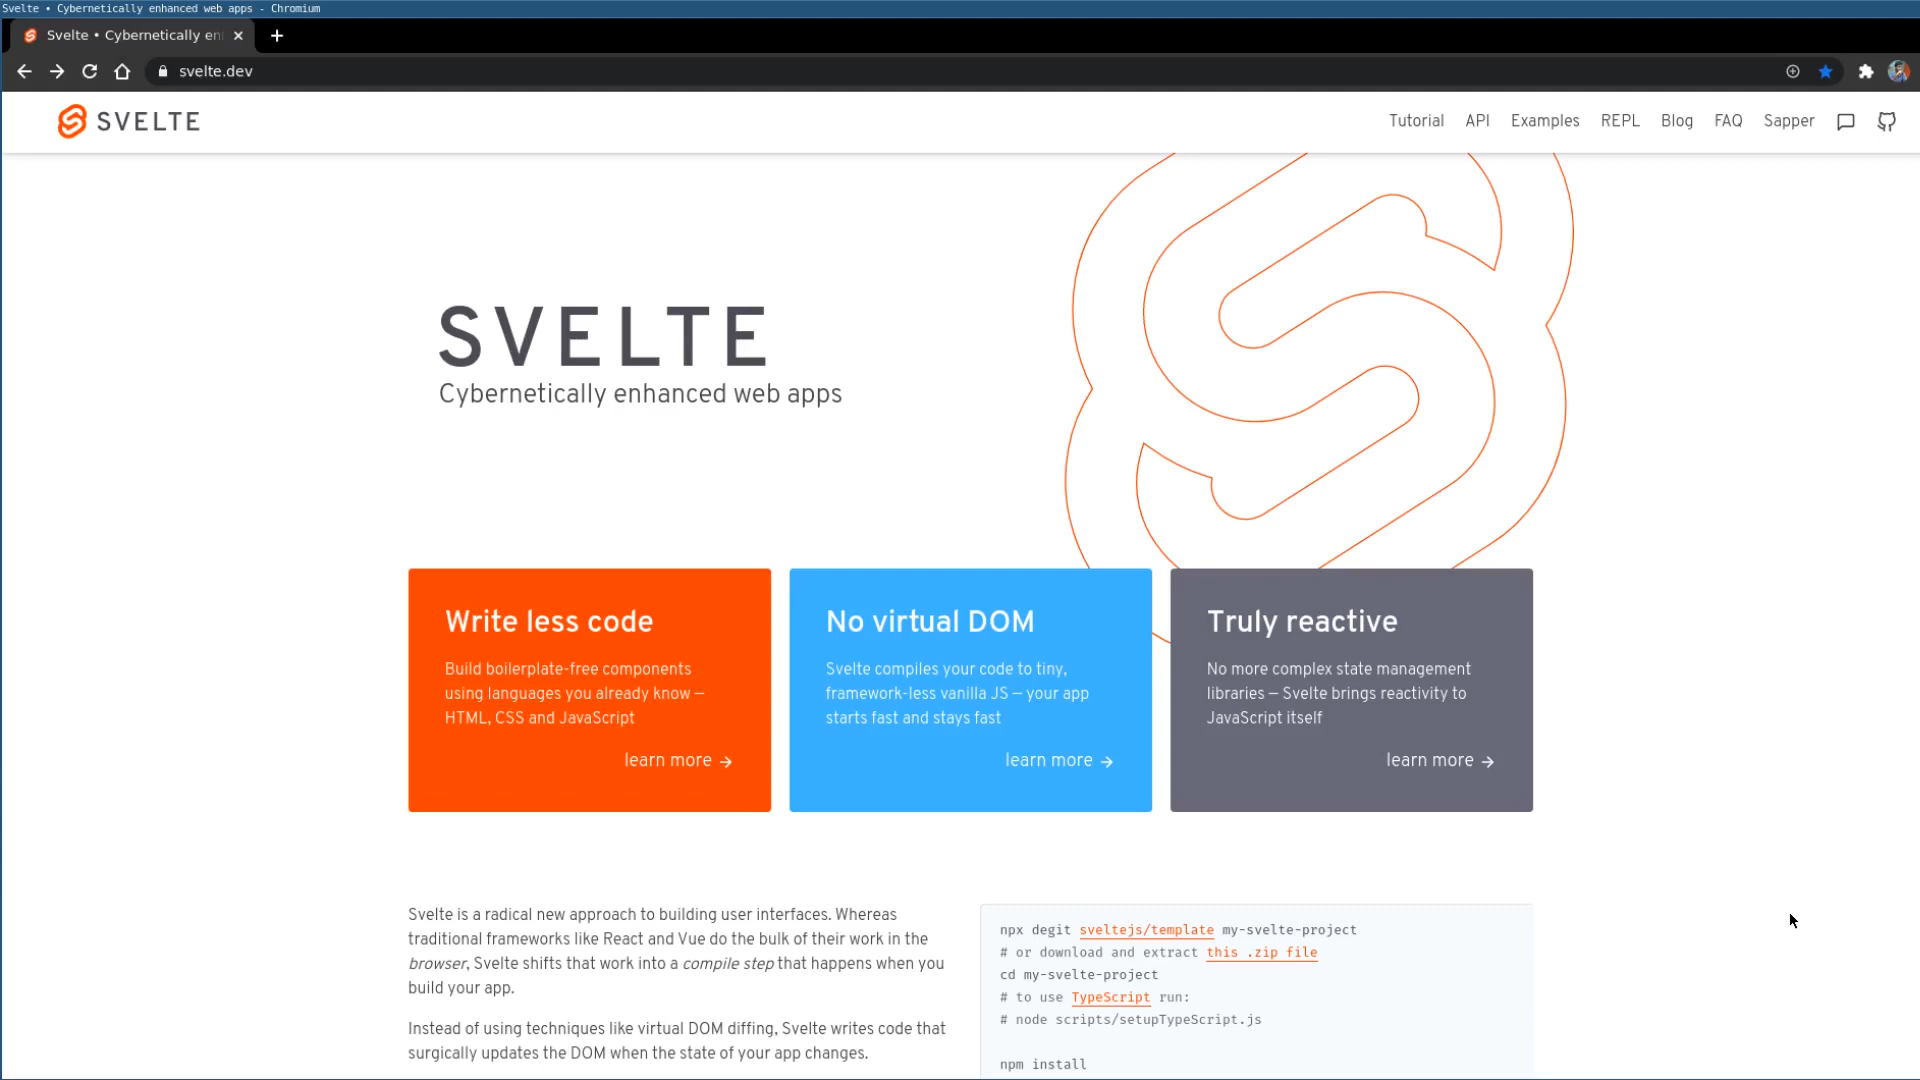 Svelte • Cybernetically enhanced web apps - Chromium
Svelte • Cybernetically en
svelte.dev
SVELTE
Tutorial API Examples REPL Blog FAQ Sapper
SVELTE
Cybernetically enhanced web apps
Write less code
Build boilerplate-free components
using languages you already know —
HTML, CSS and JavaScript
learn more →
No virtual DOM
Svelte compiles your code to tiny,
framework-less vanilla JS — your app
starts fast and stays fast
learn more →
Truly reactive
No more complex state management
libraries — Svelte brings reactivity to
JavaScript itself
learn more →
Svelte is a radical new approach to building user interfaces. Whereas
traditional frameworks like React and Vue do the bulk of their work in the
browser, Svelte shifts that work into a compile step that happens when you
build your app.
Instead of using techniques like virtual DOM diffing, Svelte writes code that
surgically updates the DOM when the state of your app changes.
npx degit sveltejs/template my-svelte-project
# or download and extract this .zip file
cd my-svelte-project
# to use TypeScript run:
# node scripts/setupTypeScript.js
npm install